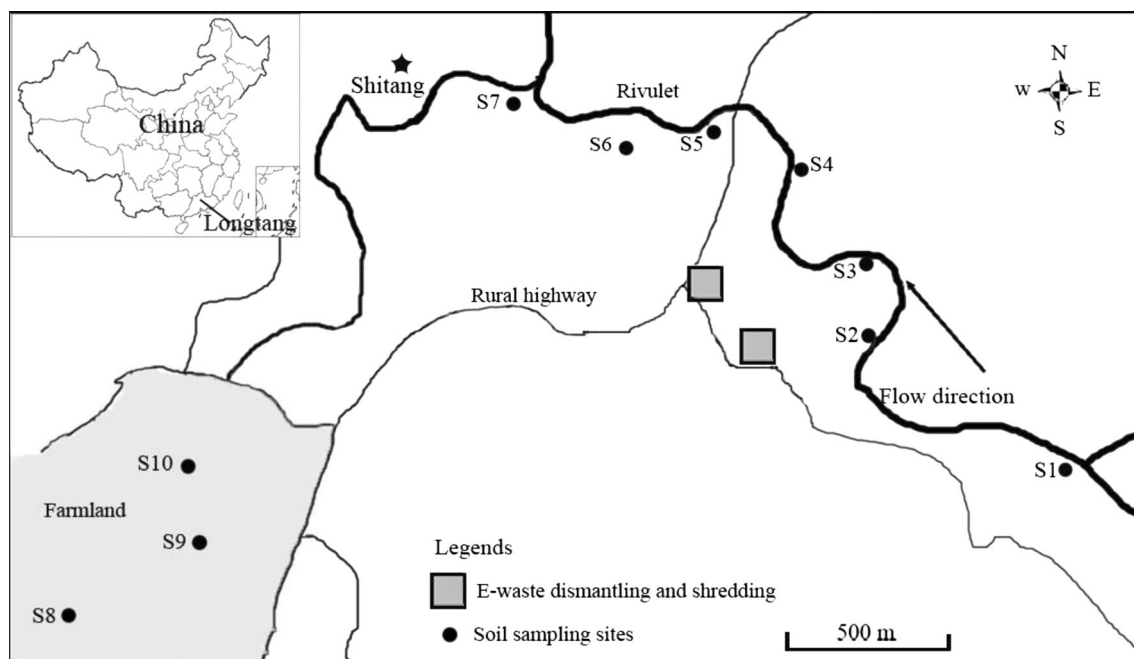 China
Longtang
Shitang
S7
Rivulet
N
W E
S
S6
S5
S4
S3
Rural highway
S2
Flow direction
S1
S10
Farmland
S9
S8
Legends
E-waste dismantling and shredding
Soil sampling sites
500 m